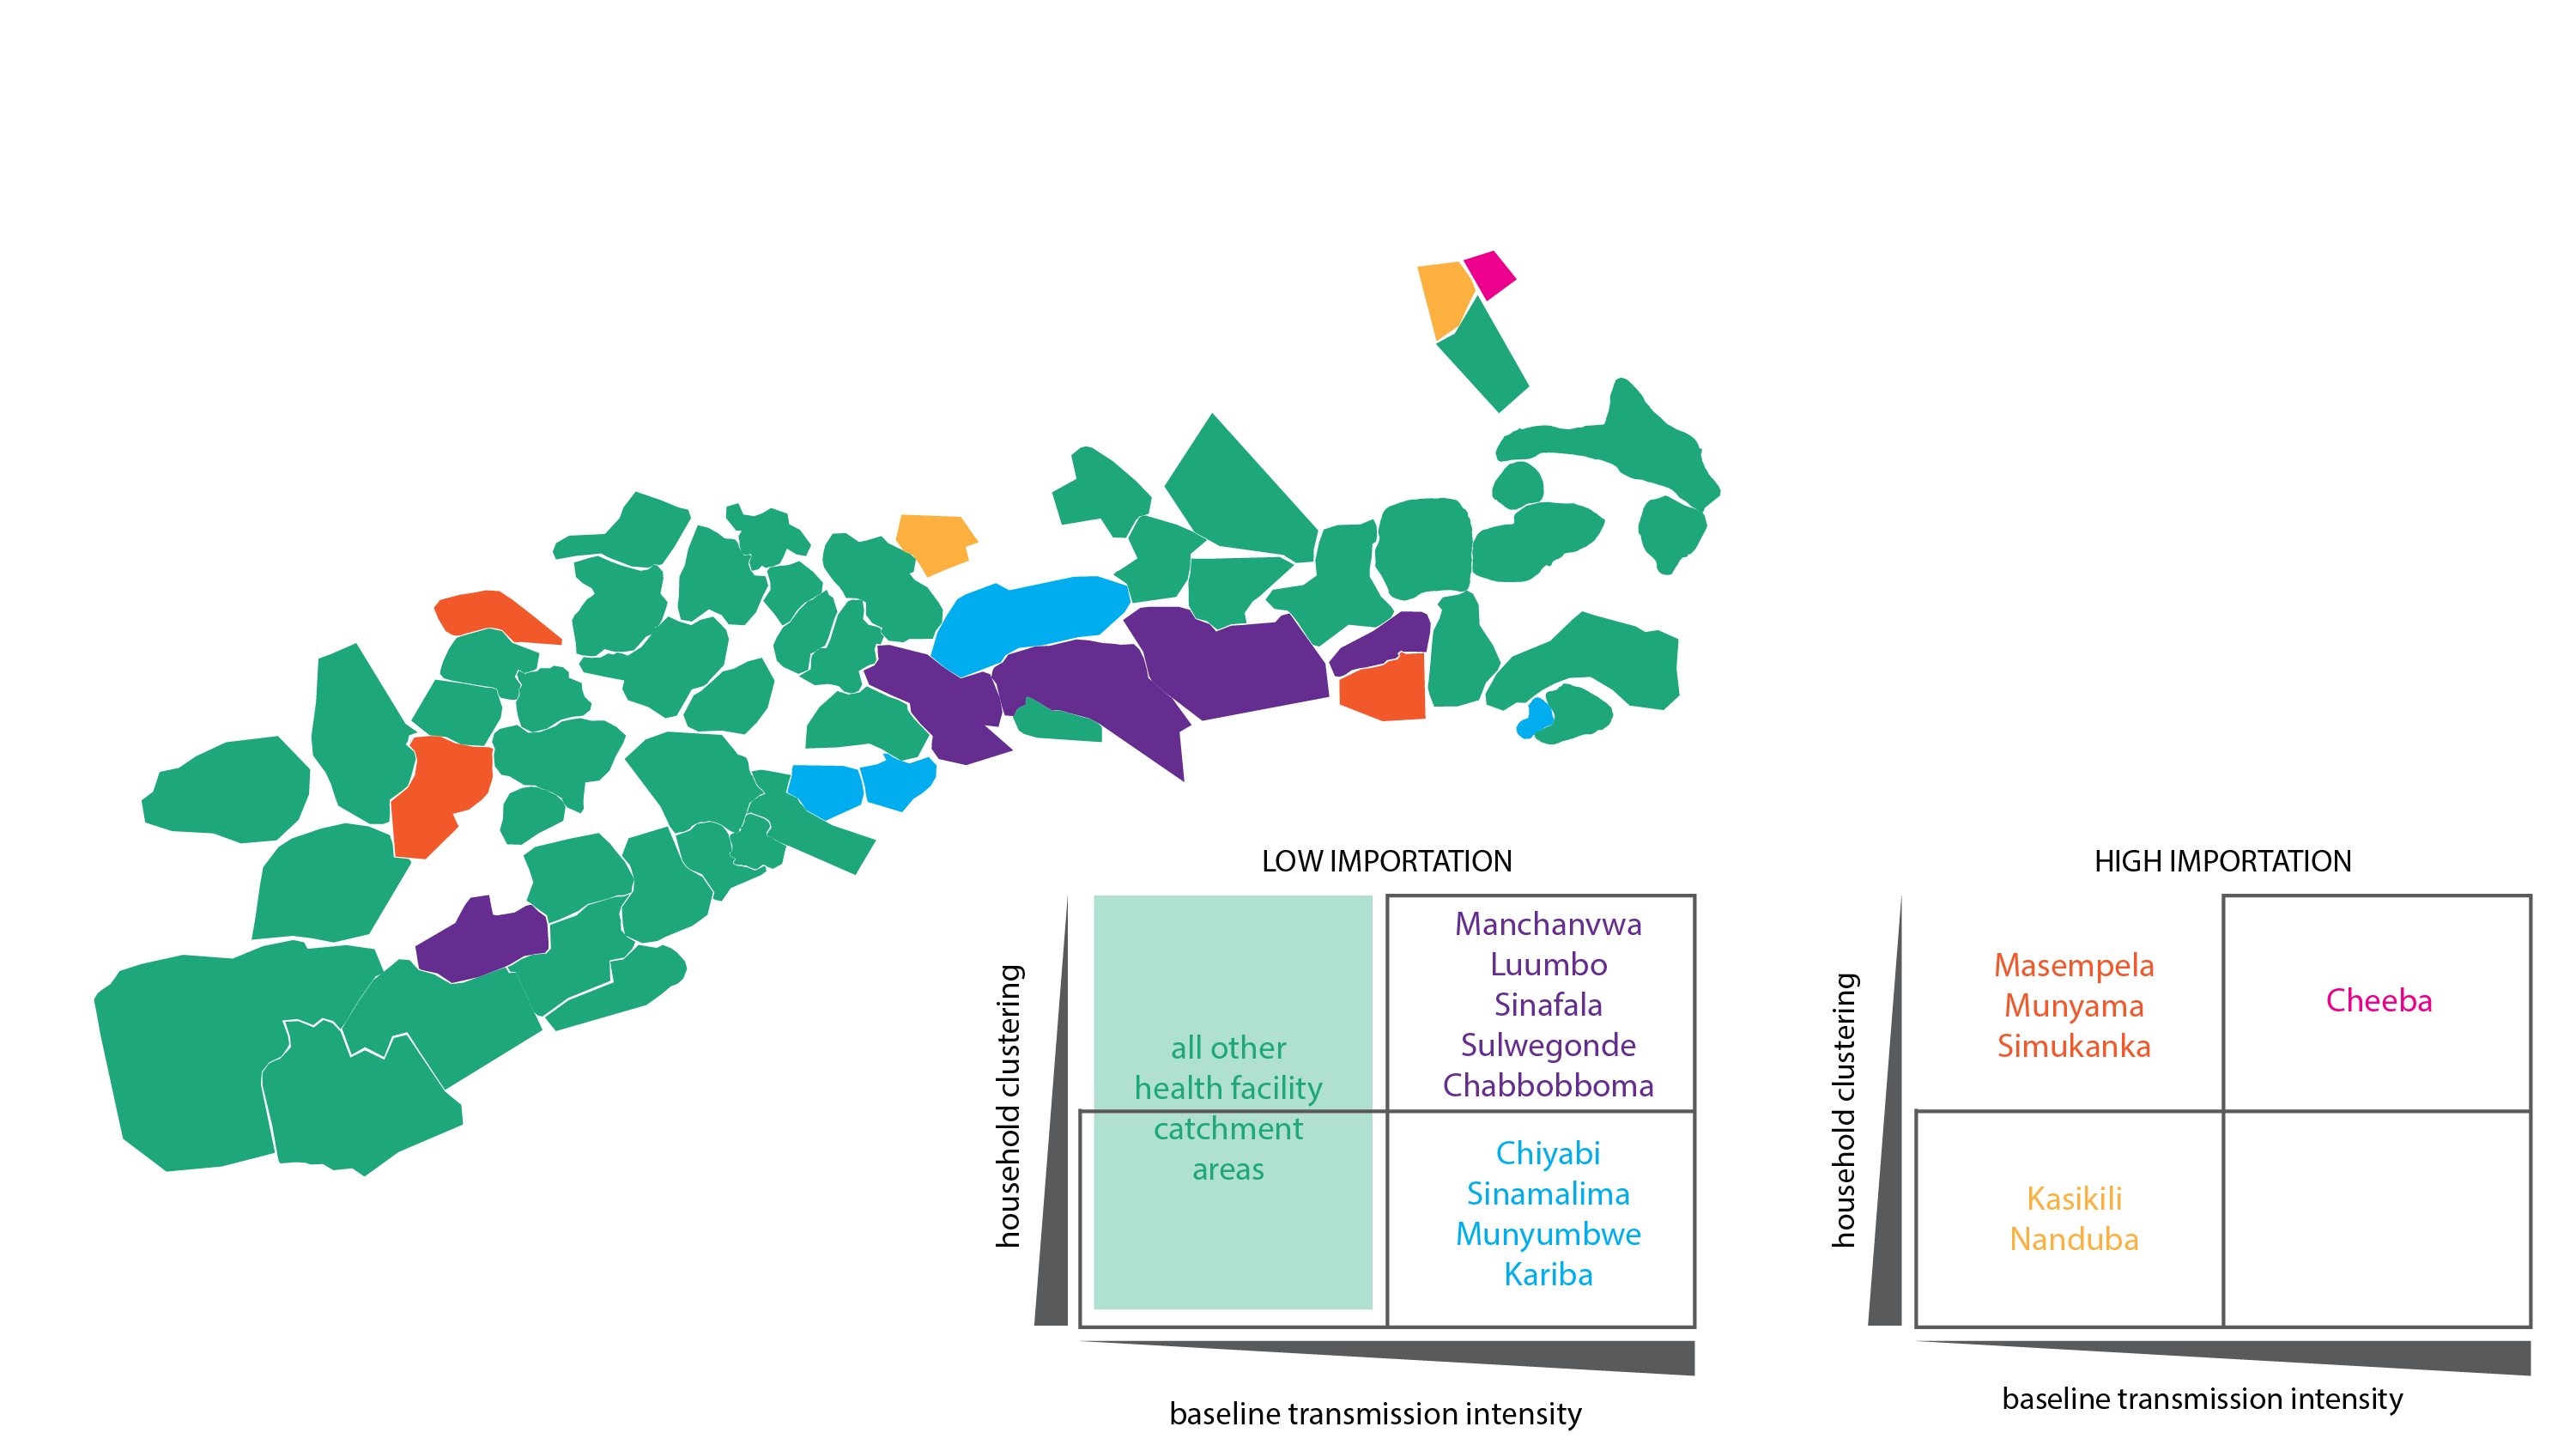 LOW IMPORTATION
household clustering
all other
health facility
catchment
areas
Manchanvwa
Luumbo
Sinafala
Sulwegonde
Chabbobboma
Chiyabi
Sinamalima
Munyumbwe
Kariba
baseline transmission intensity
HIGH IMPORTATION
household clustering
Masempela
Munyama
Simukanka
Cheeba
Kasikili
Nanduba
baseline transmission intensity